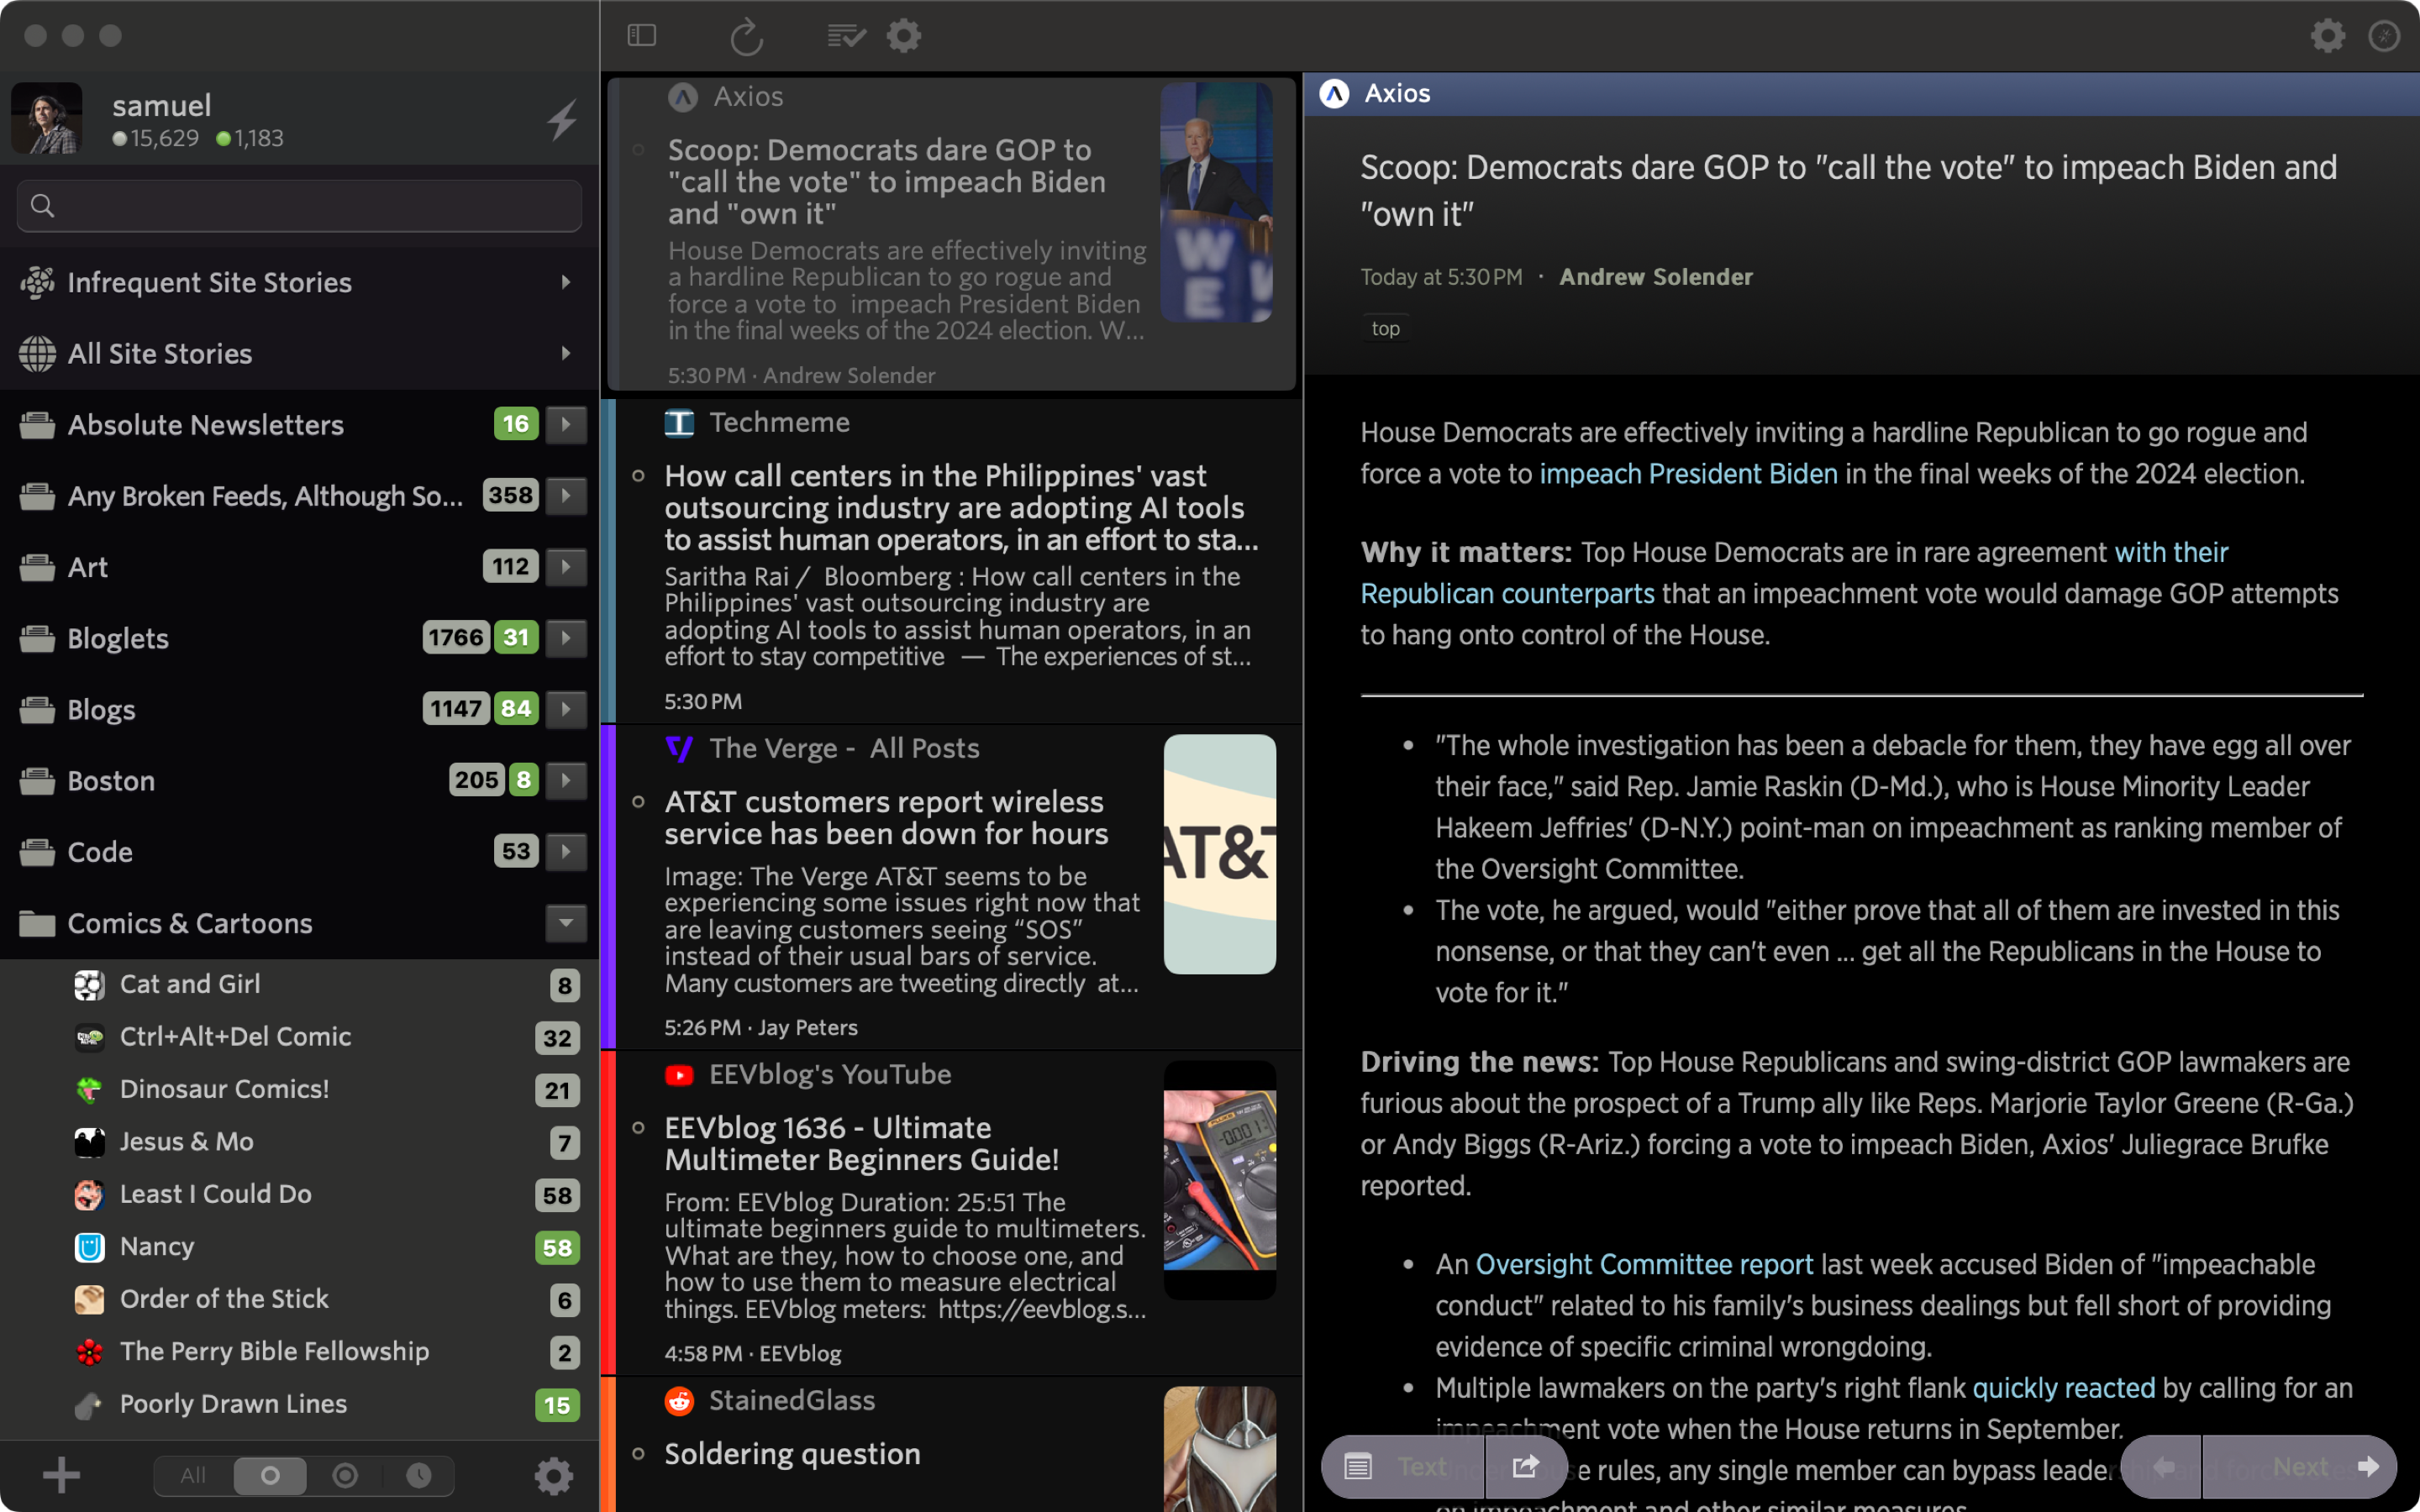 samuel
15,629 1,183
Infrequent Site Stories
All Site Stories
Absolute Newsletters 16
Any Broken Feeds, Although So... 358
Art 112
Bloglets 1766 31
Blogs 1147 84
Boston 205 8
Code 53
Comics & Cartoons
Cat and Girl 8
Ctrl+Alt+Del Comic 32
Dinosaur Comics! 21
Jesus & Mo 7
Least I Could Do 58
Nancy 58
Order of the Stick 6
The Perry Bible Fellowship 2
Poorly Drawn Lines 15
All
Axios
Scoop: Democrats dare GOP to
"call the vote" to impeach Biden
and "own it"
House Democrats are effectively inviting
a hardline Republican to go rogue and
force a vote to impeach President Biden
in the final weeks of the 2024 election. W...
5:30 PM · Andrew Solender
W
E
Techmeme
How call centers in the Philippines' vast
outsourcing industry are adopting AI tools
to assist human operators, in an effort to sta...
Saritha Rai / Bloomberg : How call centers in the
Philippines' vast outsourcing industry are
adopting AI tools to assist human operators, in an
effort to stay competitive — The experiences of st...
5:30 PM
The Verge - All Posts
AT&T customers report wireless
service has been down for hours
Image: The Verge AT&T seems to be
experiencing some issues right now that
are leaving customers seeing “SOS”
instead of their usual bars of service.
Many customers are tweeting directly at...
5:26 PM · Jay Peters
AT&T
EEVblog's YouTube
EEVblog 1636 - Ultimate
Multimeter Beginners Guide!
From: EEVblog Duration: 25:51 The
ultimate beginners guide to multimeters.
What are they, how to choose one, and
how to use them to measure electrical
things. EEVblog meters: https://eevblog.s...
4:58 PM · EEVblog
StainedGlass
Soldering question
Axios
Scoop: Democrats dare GOP to "call the vote" to impeach Biden and
"own it"
Today at 5:30 PM · Andrew Solender
top
House Democrats are effectively inviting a hardline Republican to go rogue and
force a vote to impeach President Biden in the final weeks of the 2024 election.
Why it matters: Top House Democrats are in rare agreement with their
Republican counterparts that an impeachment vote would damage GOP attempts
to hang onto control of the House.
• "The whole investigation has been a debacle for them, they have egg all over
their face," said Rep. Jamie Raskin (D-Md.), who is House Minority Leader
Hakeem Jeffries' (D-N.Y.) point-man on impeachment as ranking member of
the Oversight Committee.
• The vote, he argued, would "either prove that all of them are invested in this
nonsense, or that they can't even ... get all the Republicans in the House to
vote for it."
Driving the news: Top House Republicans and swing-district GOP lawmakers are
furious about the prospect of a Trump ally like Reps. Marjorie Taylor Greene (R-Ga.)
or Andy Biggs (R-Ariz.) forcing a vote to impeach Biden, Axios' Juliegrace Brufke
reported.
• An Oversight Committee report last week accused Biden of "impeachable
conduct" related to his family's business dealings but fell short of providing
evidence of specific criminal wrongdoing.
• Multiple lawmakers on the party's right flank quickly reacted by calling for an
impeachment vote when the House returns in September.
rules, any single member can bypass
impeachment and other similar measures.
Text
Next